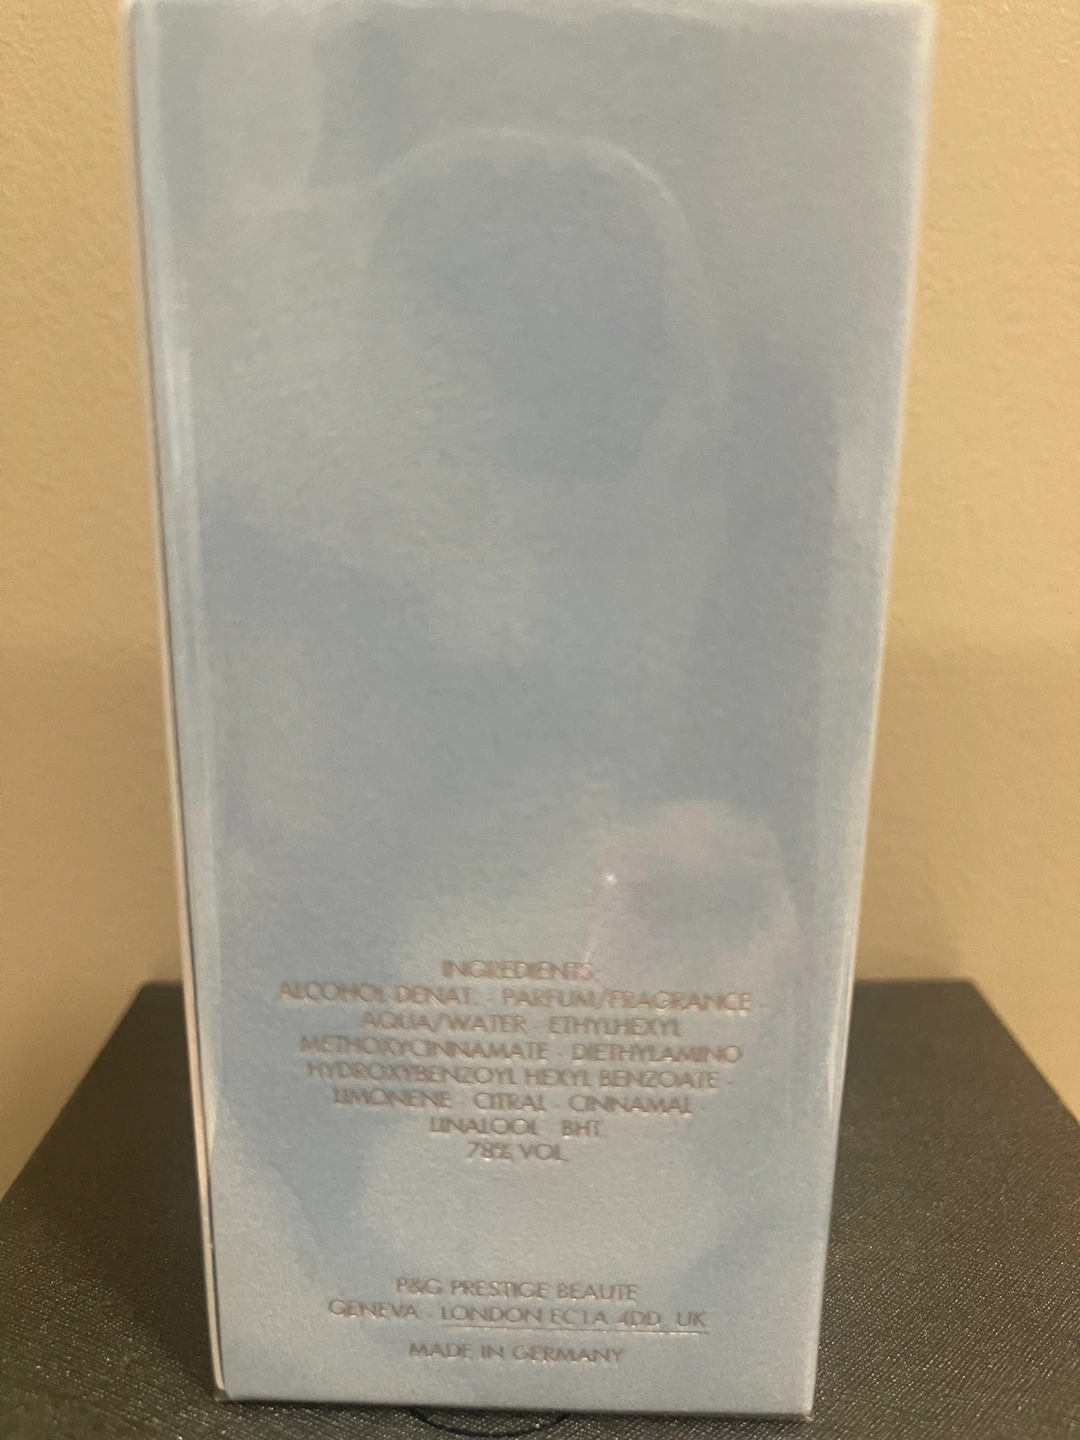 INGREDIENTS:
ALCOHOL DENAT. · PARFUM/FRAGRANCE ·
AQUA/WATER · ETHYLHEXYL
METHOXYCINNAMATE · DIETHYLAMINO
HYDROXYBENZOYL HEXYL BENZOATE ·
LIMONENE · CITRAL · CINNAMAL ·
LINALOOL · BHT.
78% VOL.
P&G PRESTIGE BEAUTE
GENEVA · LONDON EC1A 4DD, UK
MADE IN GERMANY